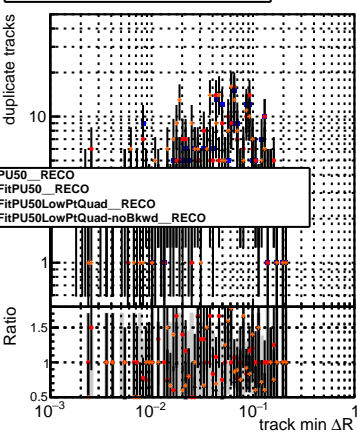 duplicate tracks
10
PU50__RECO
FitPU50__RECO
FitPU50LowPtQuad__RECO
FitPU50LowPtQuad-noBkwd__RECO
1
Ratio
1.5
1
0.5
10⁻³ 10⁻² 10⁻¹ 1
track min ΔR